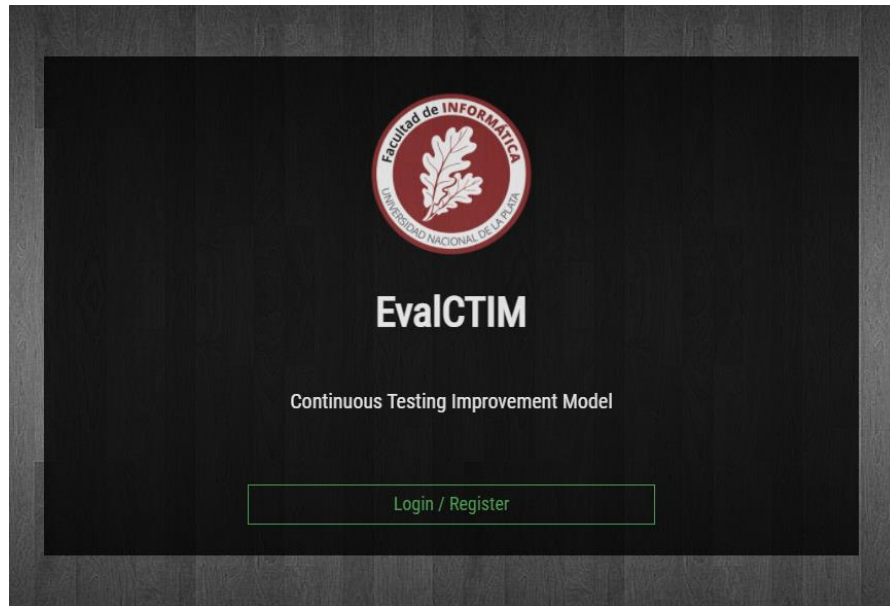 Facultad de INFORMÁTICA
UNIVERSIDAD NACIONAL DE LA PLATA
EvalCTIM
Continuous Testing Improvement Model
Login / Register